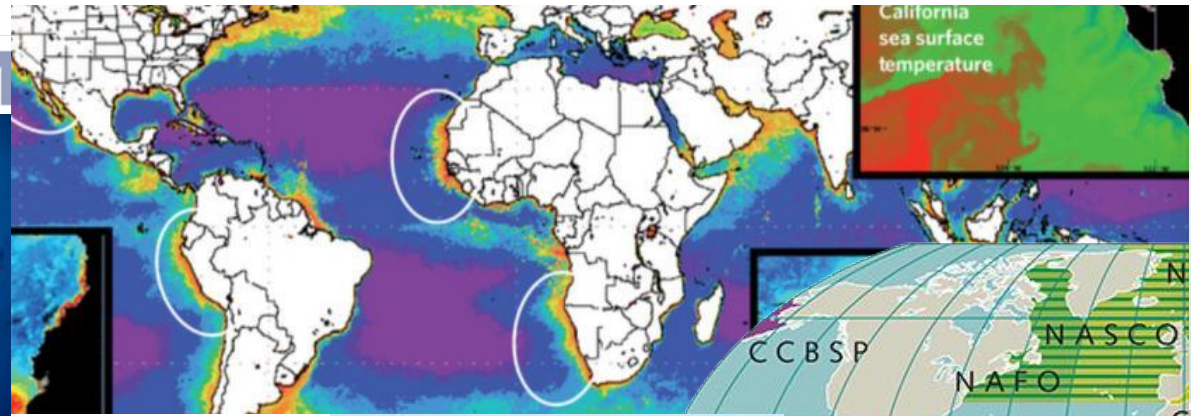 California
sea surface
temperature
CCBSP
NASCO
NAFO
N